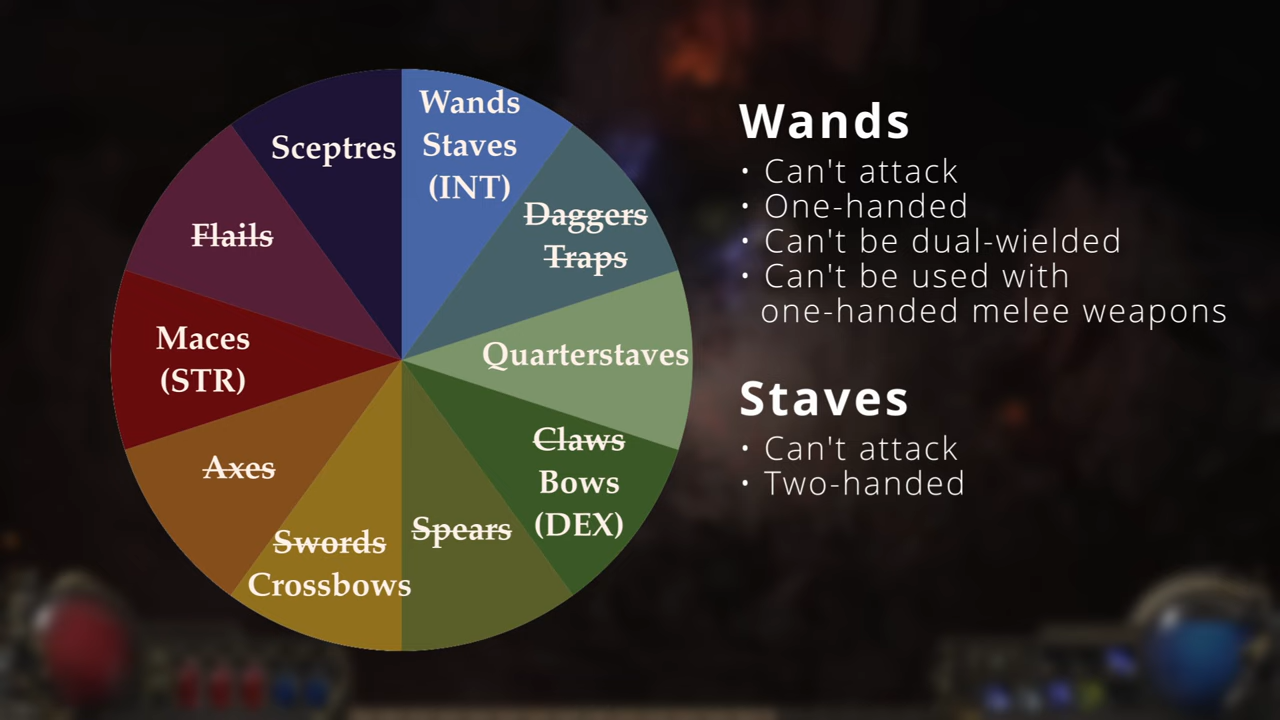 Wands
Staves
(INT)
Sceptres
Daggers
Traps
Flails
Quarterstaves
Maces
(STR)
Claws
Bows
(DEX)
Axes
Spears
Swords
Crossbows
Wands
· Can't attack
· One-handed
· Can't be dual-wielded
· Can't be used with
one-handed melee weapons
Staves
· Can't attack
· Two-handed